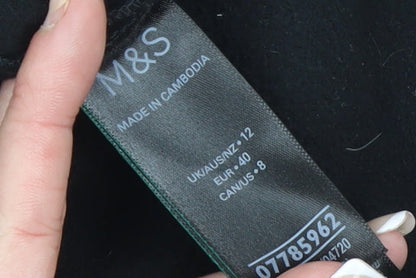 M&S
MADE IN CAMBODIA
UK/AUS/NZ • 12
EUR • 40
CAN/US • 8
07785962